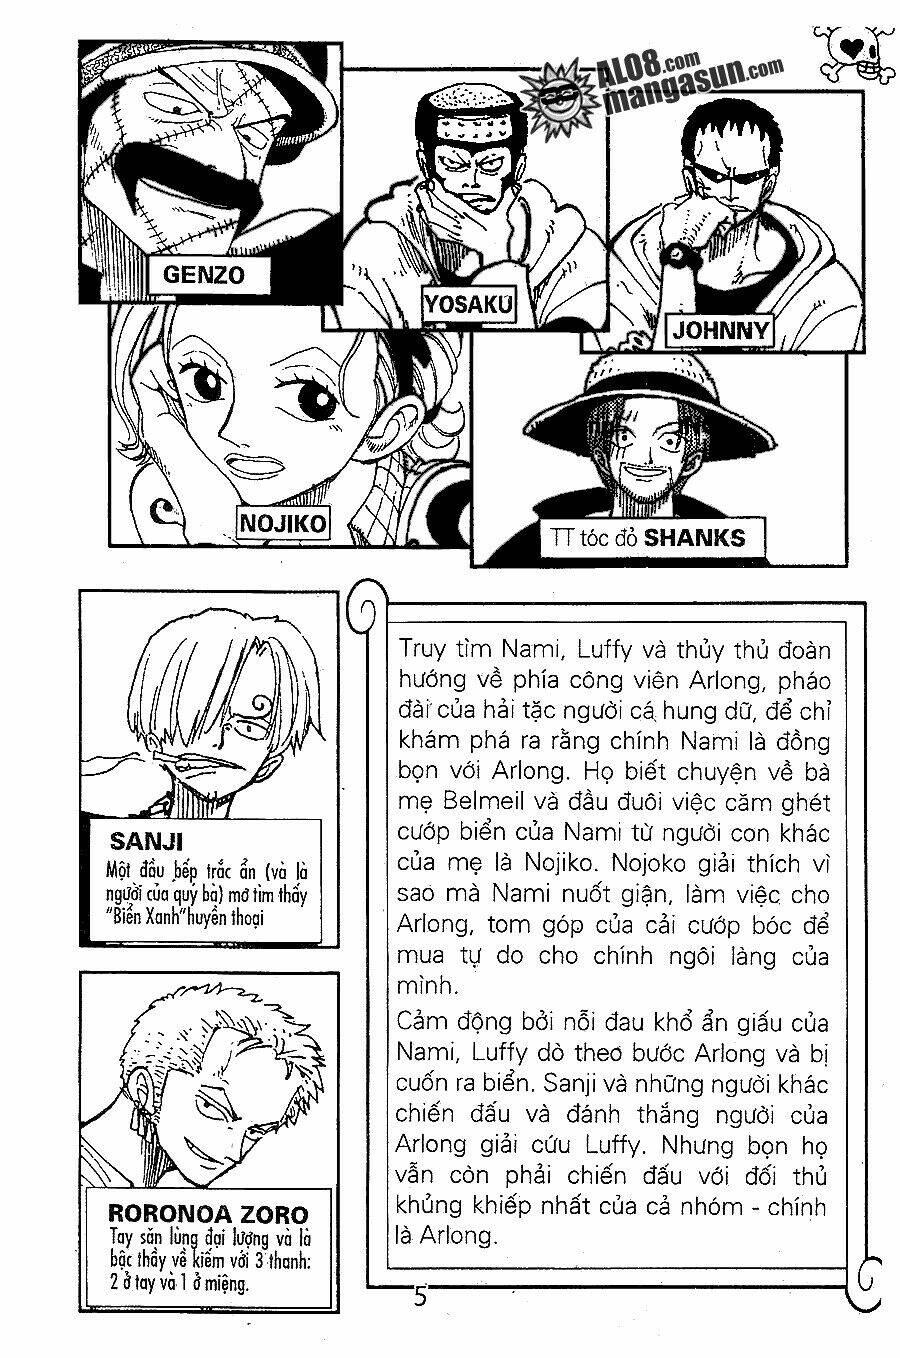 AL08.com
mangasun.com
GENZO
YOSAKU
JOHNNY
NOJIKO
TT tóc đỏ SHANKS
SANJI
Một đầu bếp trắc ẩn (và là
người của quý bà) mơ tìm thấy
"Biển Xanh"huyền thoại
RORONOA ZORO
Tay săn lùng đại lượng và là
bậc thầy về kiếm với 3 thanh:
2 ở tay và 1 ở miệng.
Truy tìm Nami, Luffy và thủy thủ đoàn
hướng về phía công viên Arlong, pháo
đài của hải tặc người cá hung dữ, để chỉ
khám phá ra rằng chính Nami là đồng
bọn với Arlong. Họ biết chuyện về bà
mẹ Belmeil và đầu đuôi việc căm ghét
cướp biển của Nami từ người con khác
của mẹ là Nojiko. Nojoko giải thích vì
sao mà Nami nuốt giận, làm việc cho
Arlong, tom góp của cải cướp bóc để
mua tự do cho chính ngôi làng của
mình.
Cảm động bởi nỗi đau khổ ẩn giấu của
Nami, Luffy dò theo bước Arlong và bị
cuốn ra biển. Sanji và những người khác
chiến đấu và đánh thắng người của
Arlong giải cứu Luffy. Nhưng bọn họ
vẫn còn phải chiến đấu với đối thủ
khủng khiếp nhất của cả nhóm - chính
là Arlong.
5